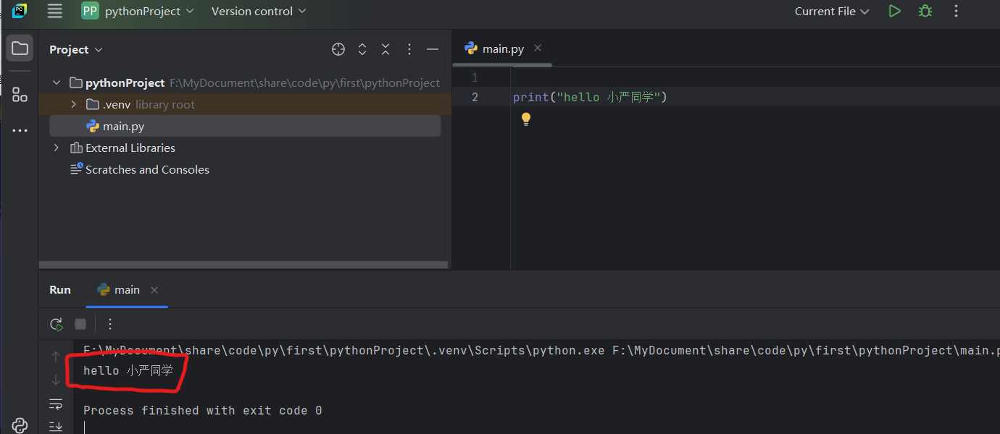 PC
PP pythonProject Version control Current File
Project
main.py
pythonProject F:\MyDocument\share\code\py\first\pythonProject
.venv library root
main.py
External Libraries
Scratches and Consoles
1
2 print("hello 小严同学")
Run main
F:\MyDocument\share\code\py\first\pythonProject\.venv\Scripts\python.exe F:\MyDocument\share\code\py\first\pythonProject\main.p
hello 小严同学
Process finished with exit code 0